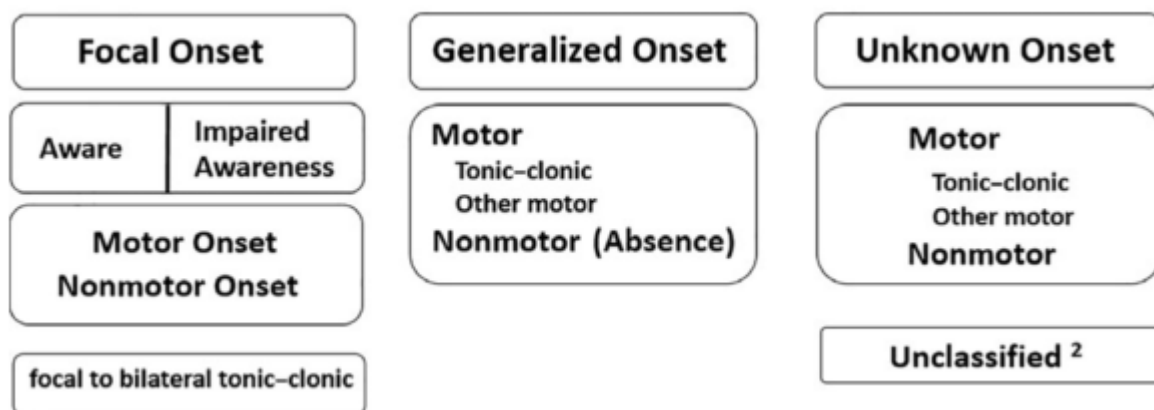 Focal Onset
Aware
Impaired
Awareness
Motor Onset
Nonmotor Onset
focal to bilateral tonic–clonic
Generalized Onset
Motor
Tonic–clonic
Other motor
Nonmotor (Absence)
Unknown Onset
Motor
Tonic–clonic
Other motor
Nonmotor
Unclassified ²